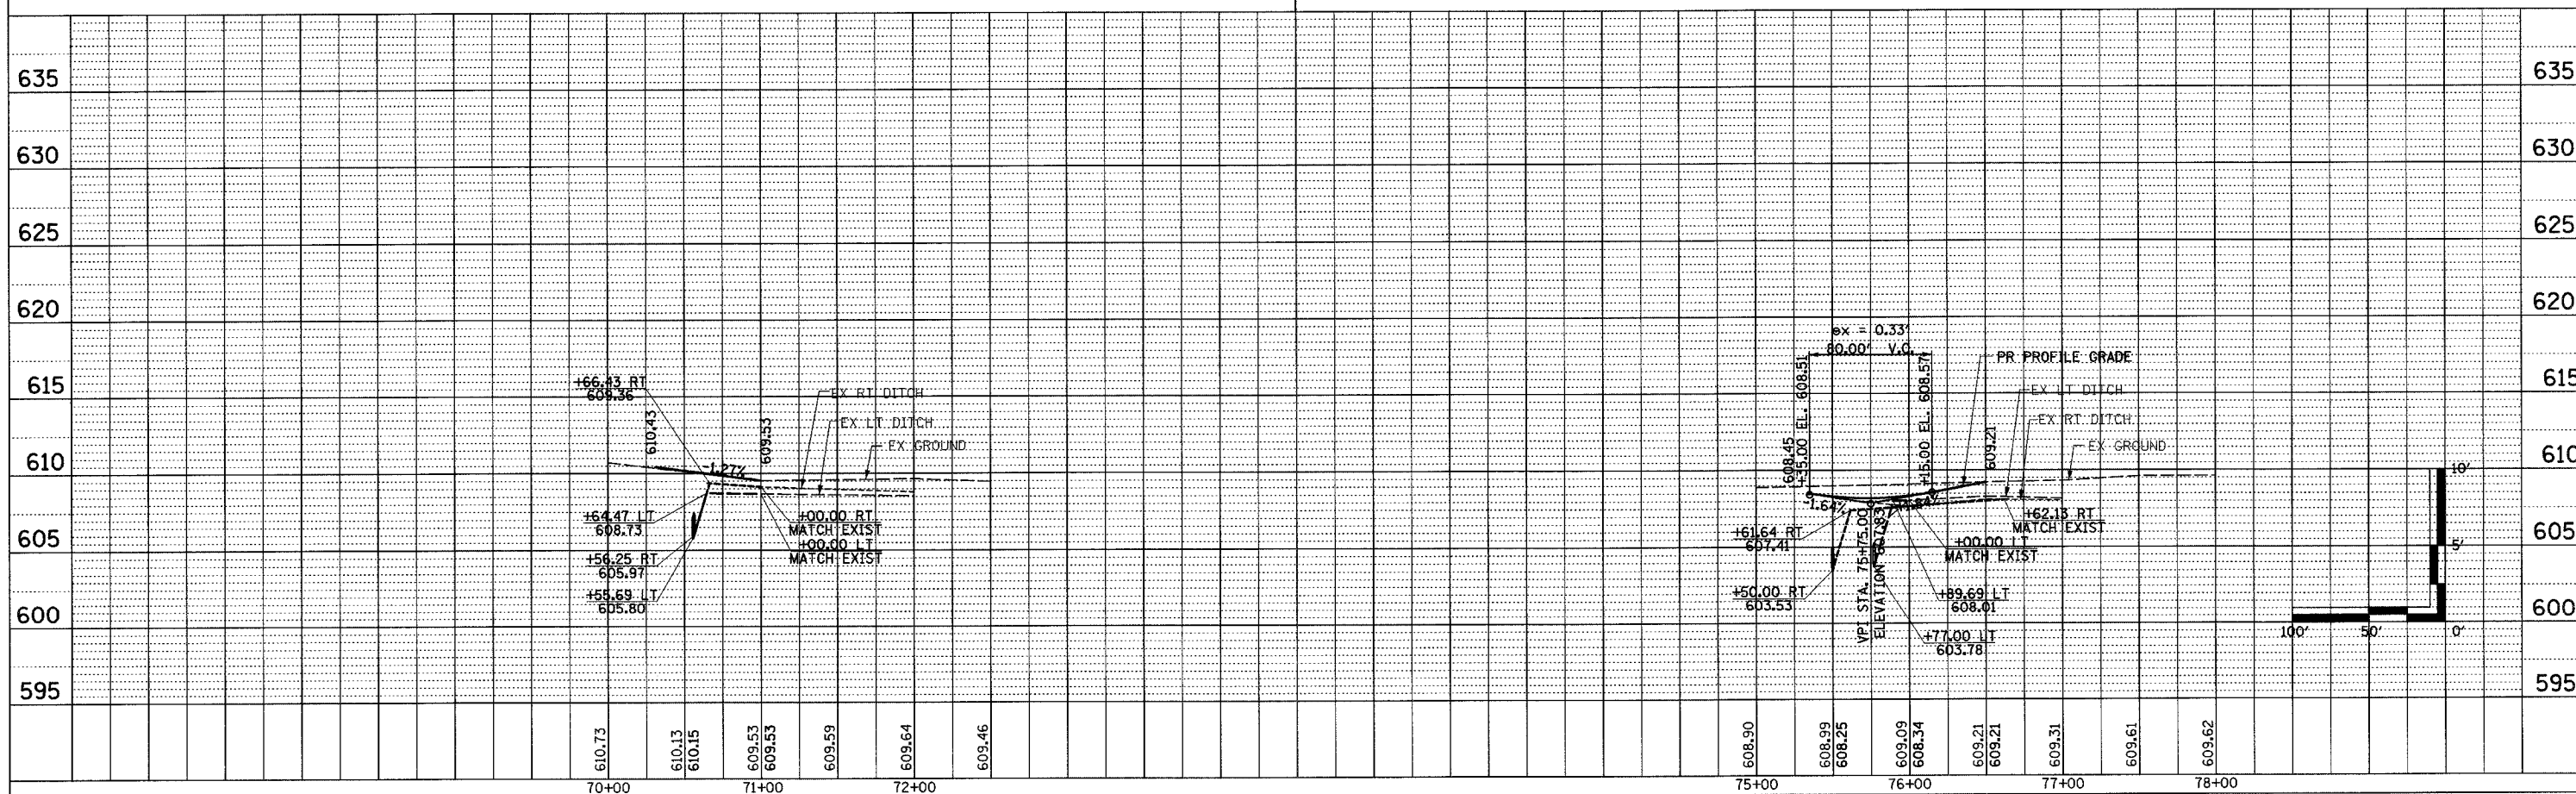 635
630
625
620
615
610
605
600
595
+66.43 RT
609.36
610.43
609.53
-1.27%
EX RT DITCH
EX LT DITCH
EX GROUND
+64.47 LT
608.73
+56.25 RT
605.97
+55.69 LT
605.80
+00.00 RT
MATCH EXIST
+00.00 LT
MATCH EXIST
ex = 0.33'
80.00' V.C.
608.45
+35.00 EL. 608.51
+15.00 EL. 608.57
609.21
PR PROFILE GRADE
EX LT DITCH
EX RT DITCH
EX GROUND
-1.64%
+61.64 RT
607.41
+50.00 RT
603.53
VPI STA. 75+75.00
ELEVATION 607.83
+62.13 RT
MATCH EXIST
+00.00 LT
MATCH EXIST
+89.69 LT
608.01
+77.00 LT
603.78
635
630
625
620
615
610
605
600
595
10'
5'
100'
50'
0'
610.73
610.13
610.15
609.53
609.53
609.59
609.64
609.46
608.90
608.99
608.25
609.09
608.34
609.21
609.21
609.31
609.61
609.62
70+00
71+00
72+00
75+00
76+00
77+00
78+00